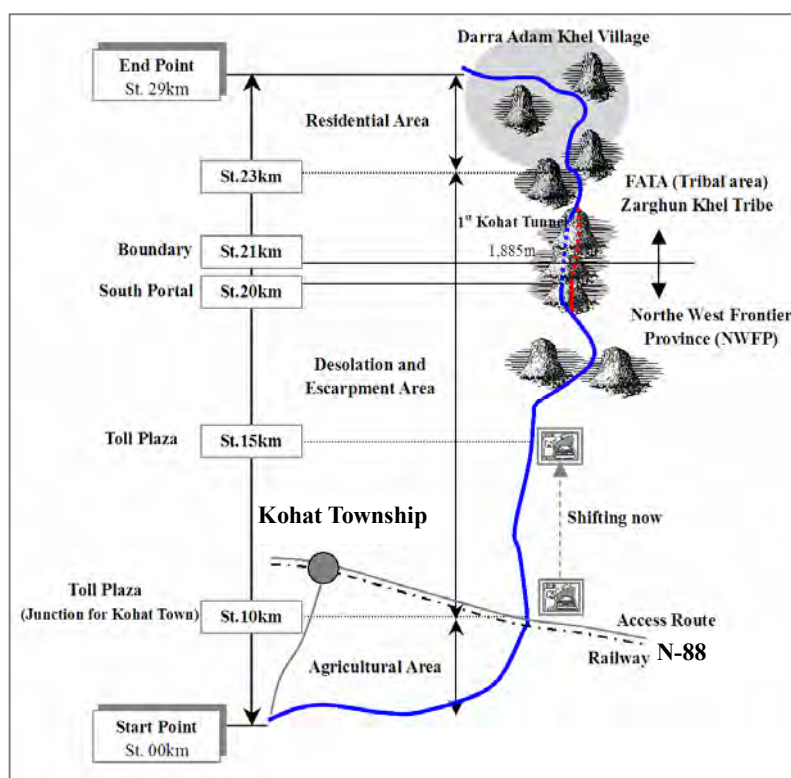 Darra Adam Khel Village
End Point
St. 29km
Residential Area
St.23km
FATA (Tribal area)
Zarghun Khel Tribe
1st Kohat Tunnel
1,885m
Boundary
St.21km
South Portal
St.20km
Northe West Frontier
Province (NWFP)
Desolation and
Escarpment Area
Toll Plaza
St.15km
Kohat Township
Shifting now
Toll Plaza
(Junction for Kohat Town)
St.10km
Access Route
Railway
N-88
Agricultural Area
Start Point
St. 00km